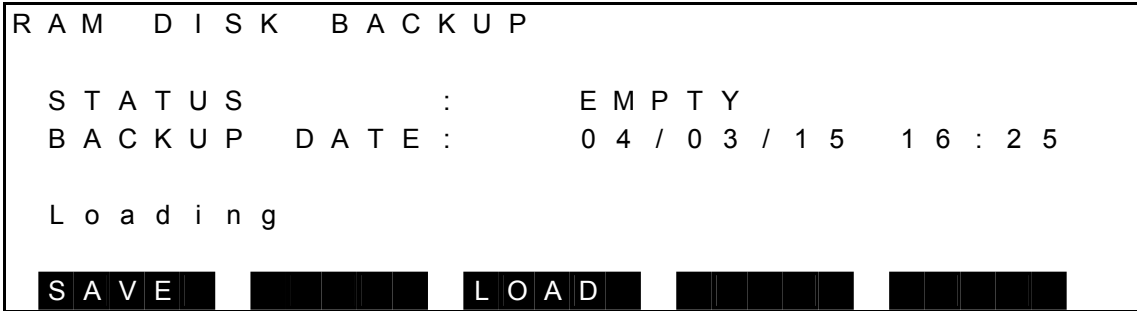 RAM DISK BACKUP
STATUS : EMPTY
BACKUP DATE: 04/03/15 16:25
Loading
SAVE LOAD